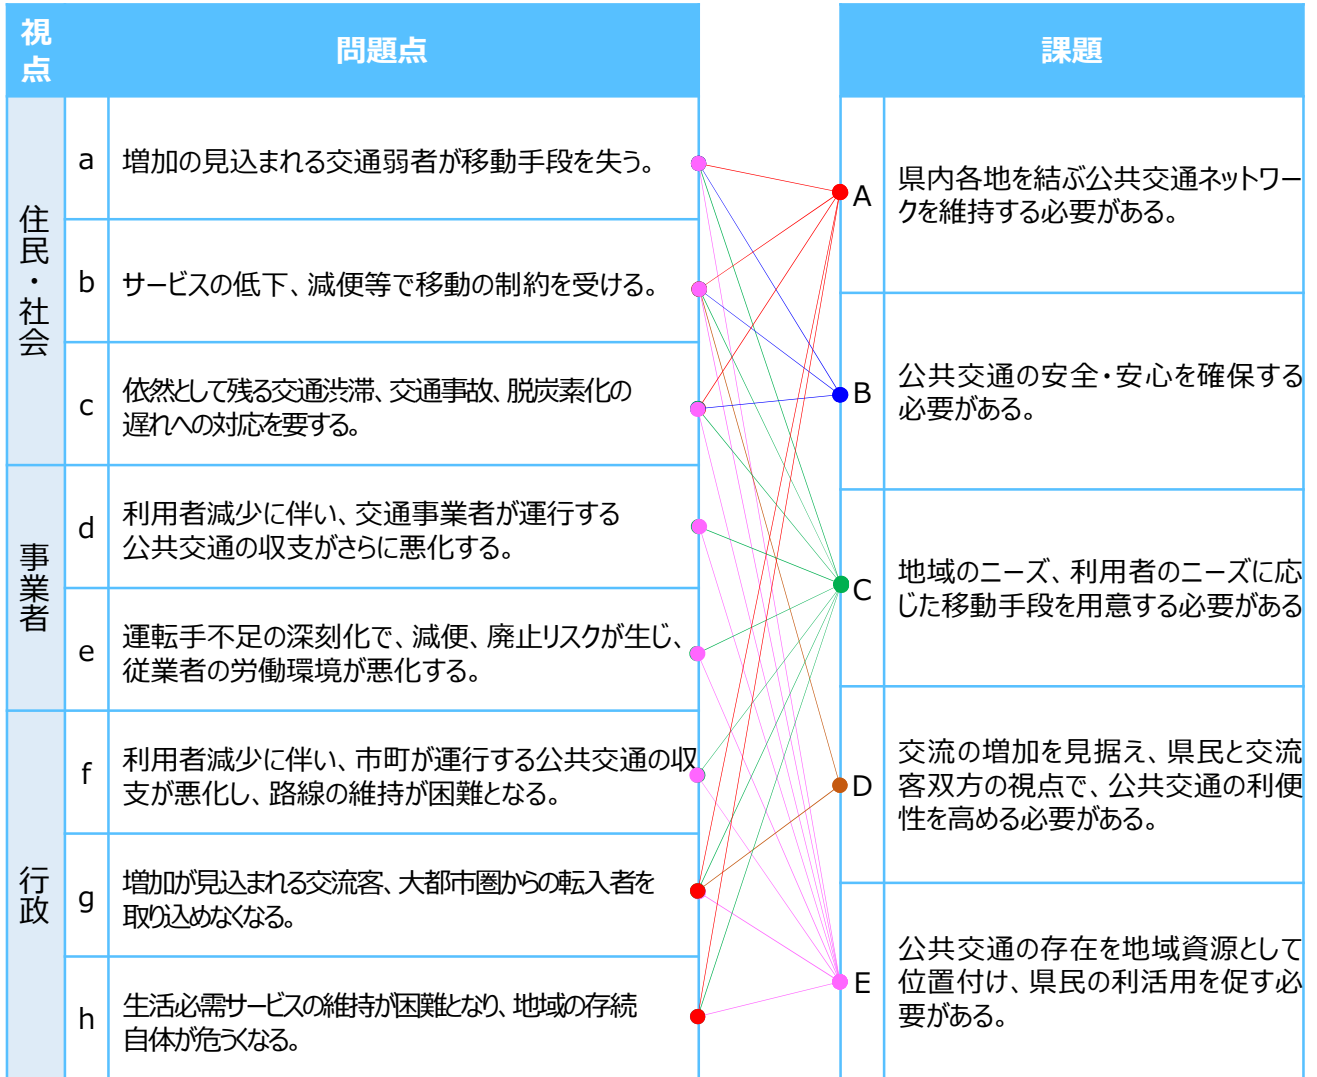 視点
問題点
課題
住民・社会
a
増加の見込まれる交通弱者が移動手段を失う。
b
サービスの低下、減便等で移動の制約を受ける。
c
依然として残る交通渋滞、交通事故、脱炭素化の
遅れへの対応を要する。
事業者
d
利用者減少に伴い、交通事業者が運行する
公共交通の収支がさらに悪化する。
e
運転手不足の深刻化で、減便、廃止リスクが生じ、
従業者の労働環境が悪化する。
行政
f
利用者減少に伴い、市町が運行する公共交通の収
支が悪化し、路線の維持が困難となる。
g
増加が見込まれる交流客、大都市圏からの転入者を
取り込めなくなる。
h
生活必需サービスの維持が困難となり、地域の存続
自体が危うくなる。
A
県内各地を結ぶ公共交通ネットワー
クを維持する必要がある。
B
公共交通の安全・安心を確保する
必要がある。
C
地域のニーズ、利用者のニーズに応
じた移動手段を用意する必要がある
D
交流の増加を見据え、県民と交流
客双方の視点で、公共交通の利便
性を高める必要がある。
E
公共交通の存在を地域資源として
位置付け、県民の利活用を促す必
要がある。